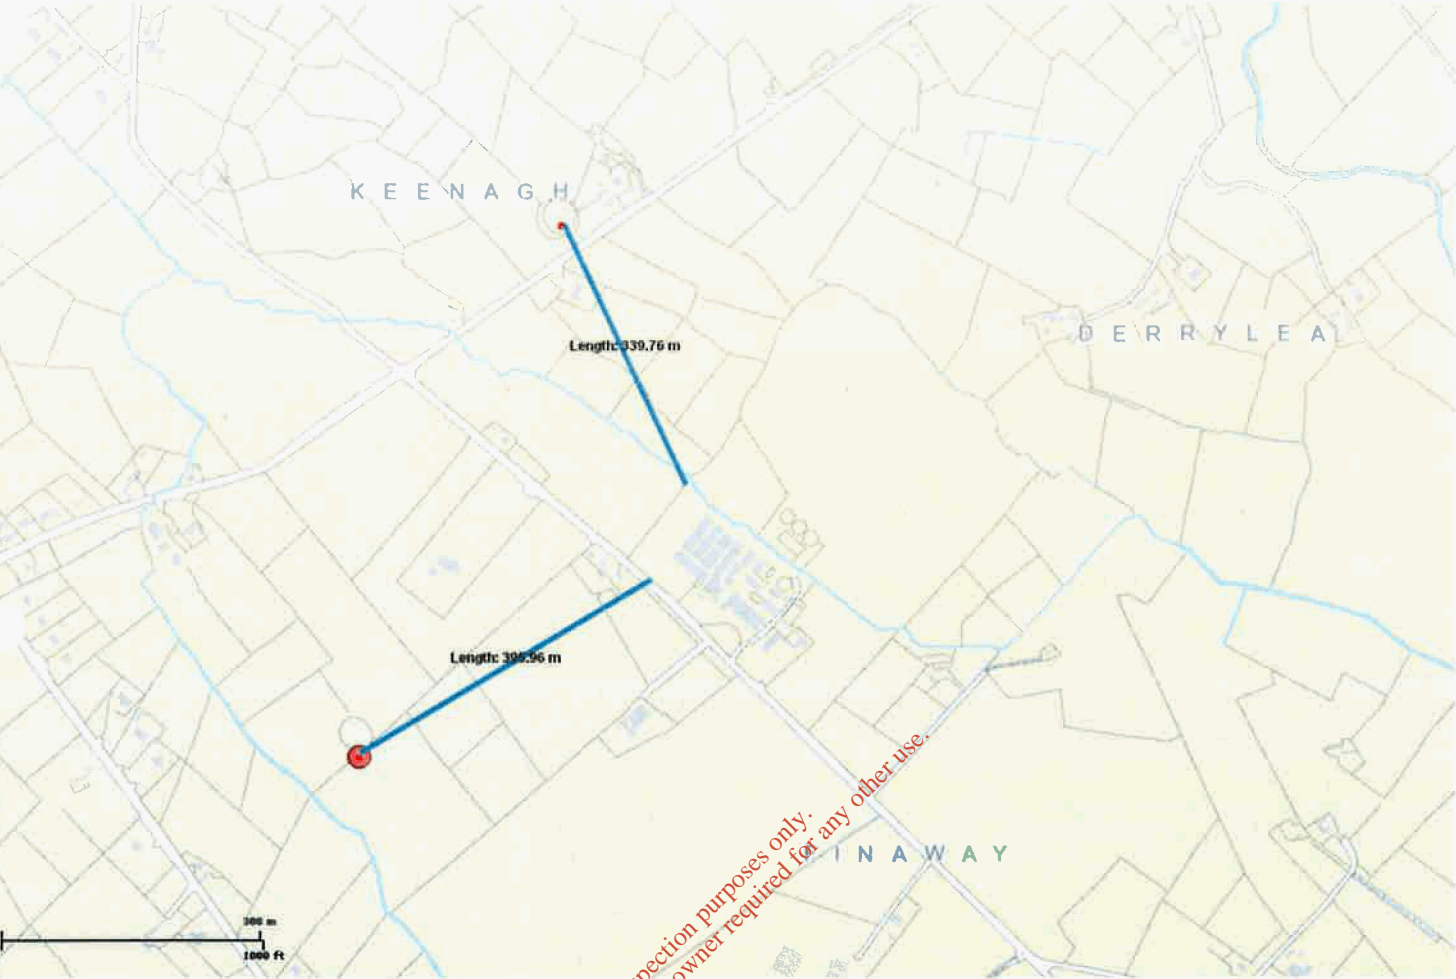 KEENAGH
DERRYLEA
Length: 339.76 m
Length: 395.96 m
INAWAY
pection purposes only.
owner required for any other use.
300 m
1000 ft